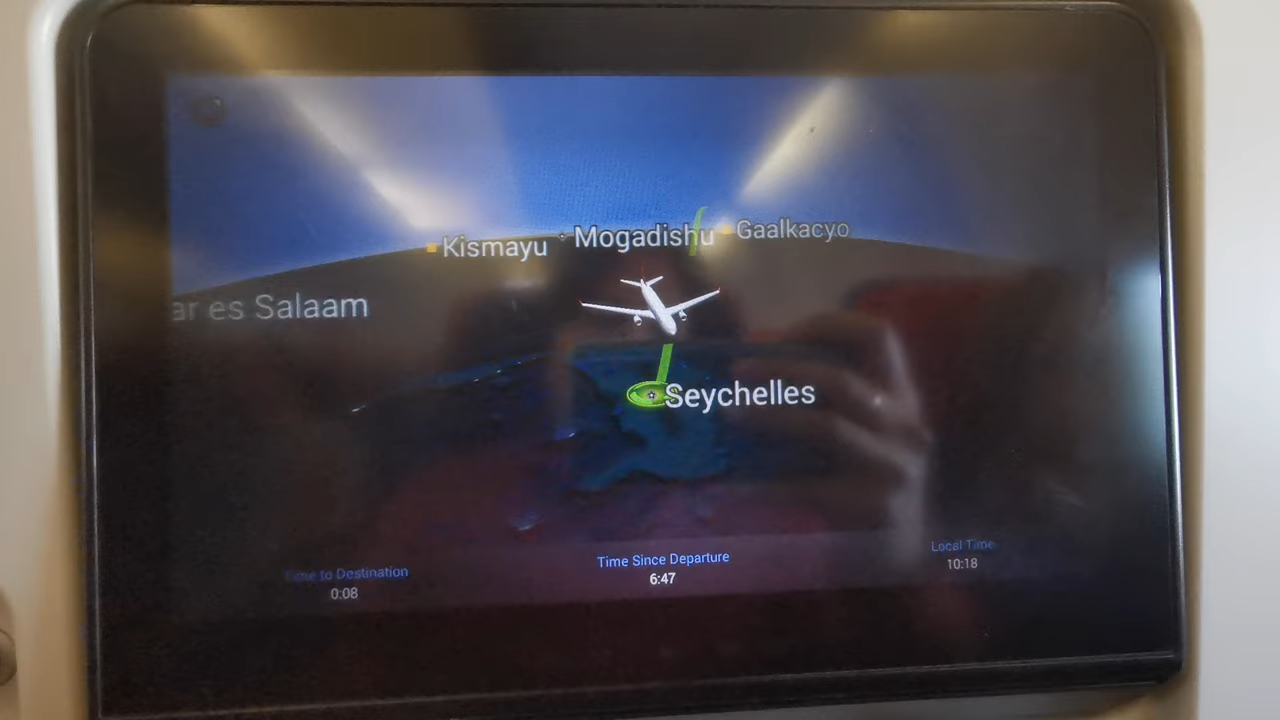 Kismayu
Mogadishu
Gaalkacyo
ar es Salaam
Seychelles
Time to Destination
0:08
Time Since Departure
6:47
Local Time
10:18